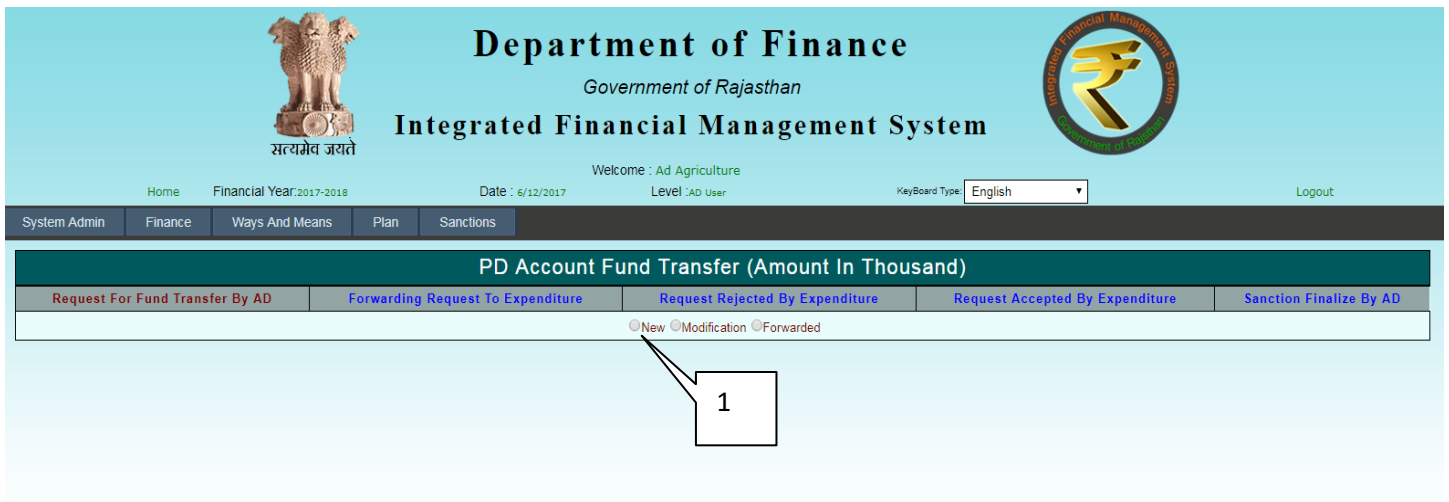 Department of Finance
Government of Rajasthan
Integrated Financial Management System
सत्यमेव जयते
Integrated Financial Management System
Government of Rajasthan
Welcome : Ad Agriculture
Home Financial Year:2017-2018 Date : 6/12/2017 Level :AD User KeyBoard Type: English Logout
System Admin Finance Ways And Means Plan Sanctions
PD Account Fund Transfer (Amount In Thousand)
Request For Fund Transfer By AD Forwarding Request To Expenditure Request Rejected By Expenditure Request Accepted By Expenditure Sanction Finalize By AD
New Modification Forwarded
1